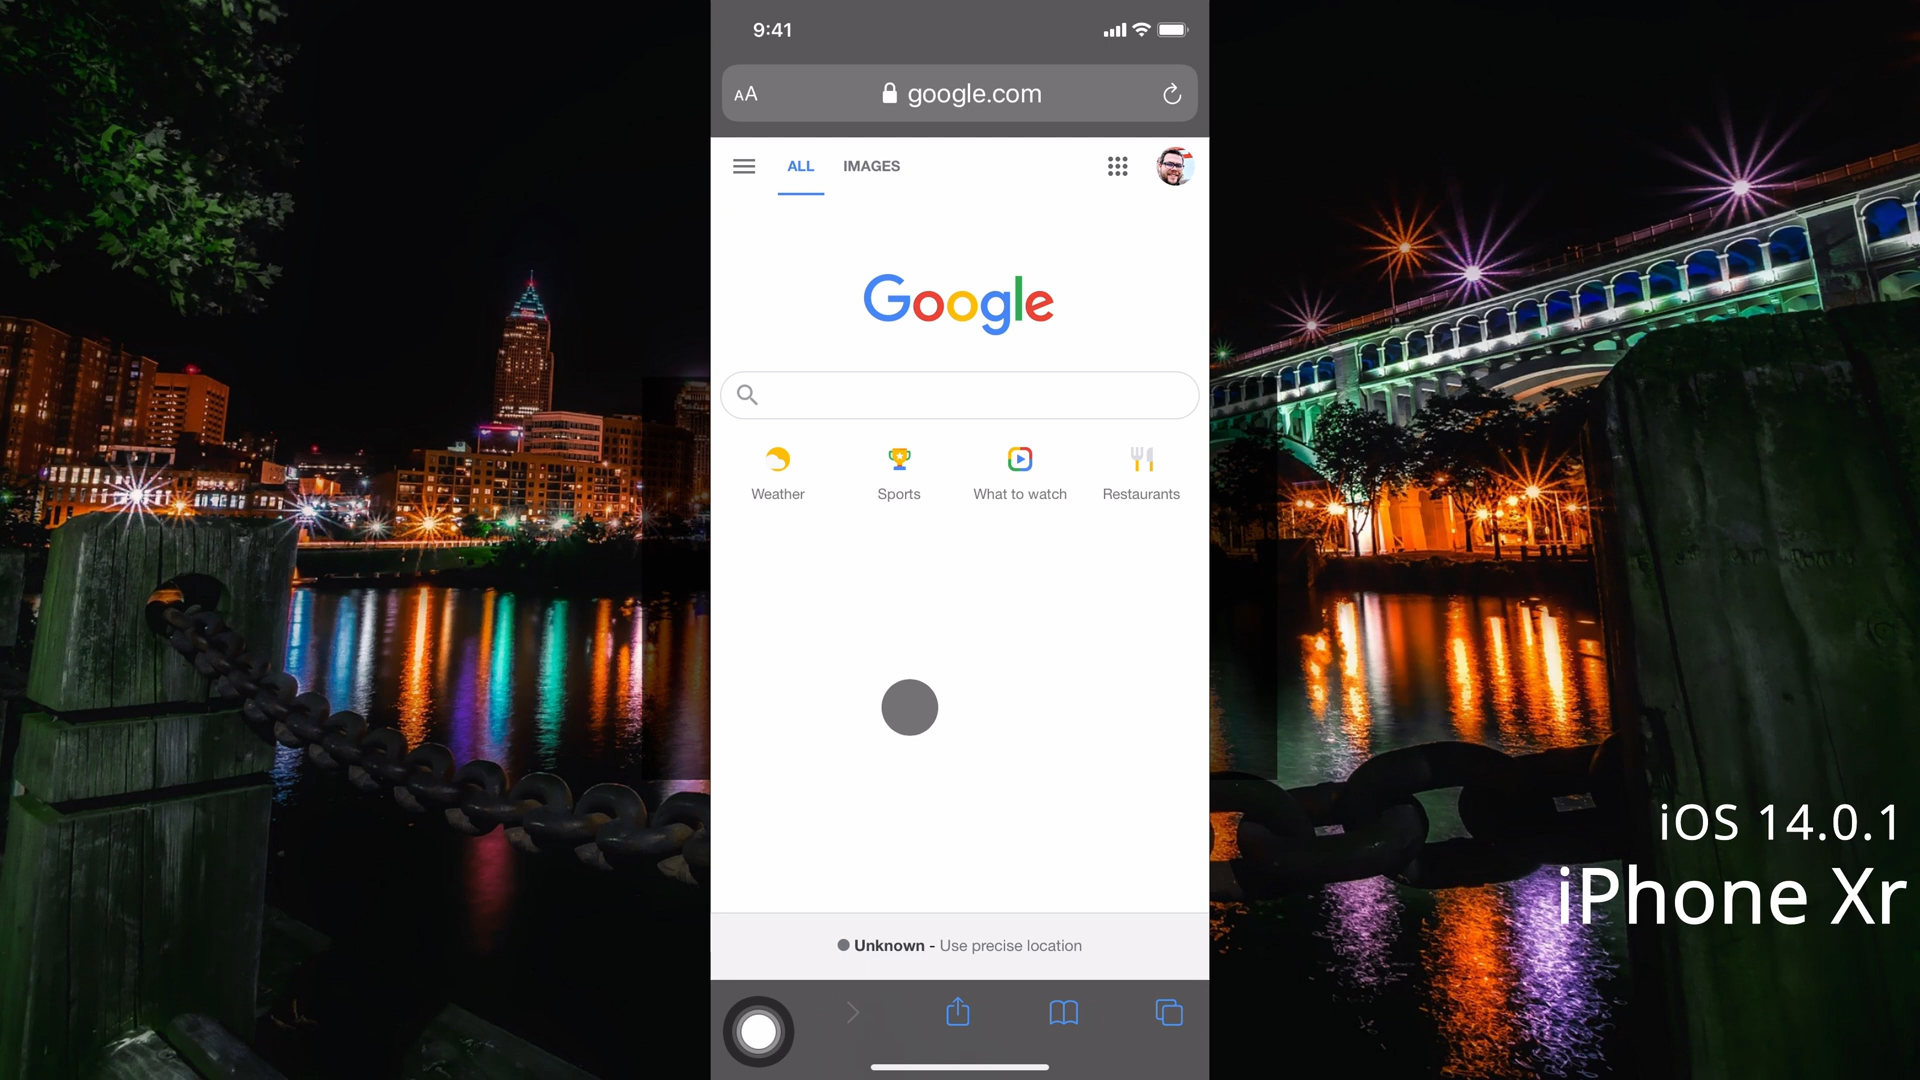 9:41
AA google.com
ALL IMAGES
Google
Weather Sports What to watch Restaurants
Unknown - Use precise location
iOS 14.0.1
iPhone Xr